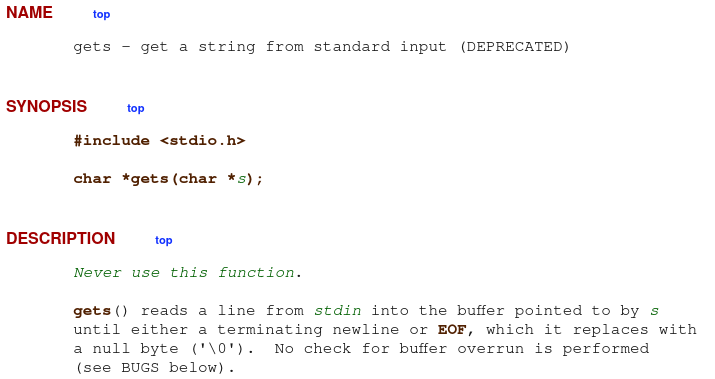 NAME top
gets - get a string from standard input (DEPRECATED)
SYNOPSIS top
#include <stdio.h>
char *gets(char *s);
DESCRIPTION top
Never use this function.
gets() reads a line from stdin into the buffer pointed to by s
until either a terminating newline or EOF, which it replaces with
a null byte ('\0').  No check for buffer overrun is performed
(see BUGS below).